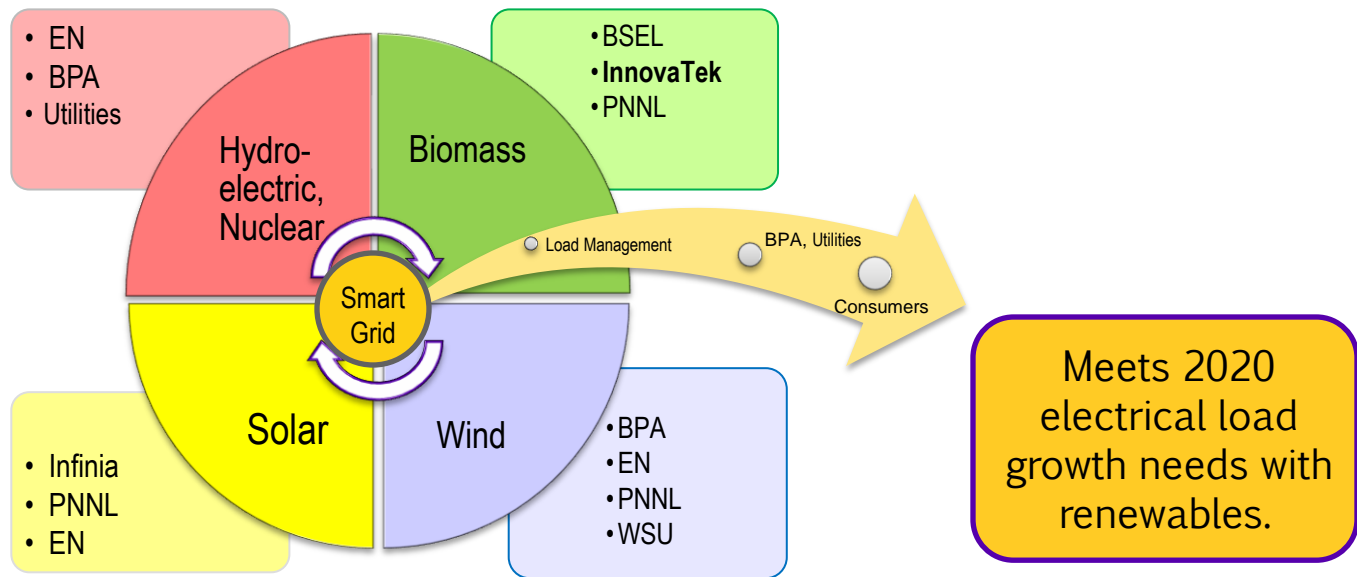 • EN
• BPA
• Utilities
•BSEL
•InnovaTek
•PNNL
Hydro-
electric,
Nuclear
Biomass
Load Management
BPA, Utilities
Consumers
Smart
Grid
Solar
Wind
• Infinia
• PNNL
• EN
•BPA
•EN
•PNNL
•WSU
Meets 2020
electrical load
growth needs with
renewables.